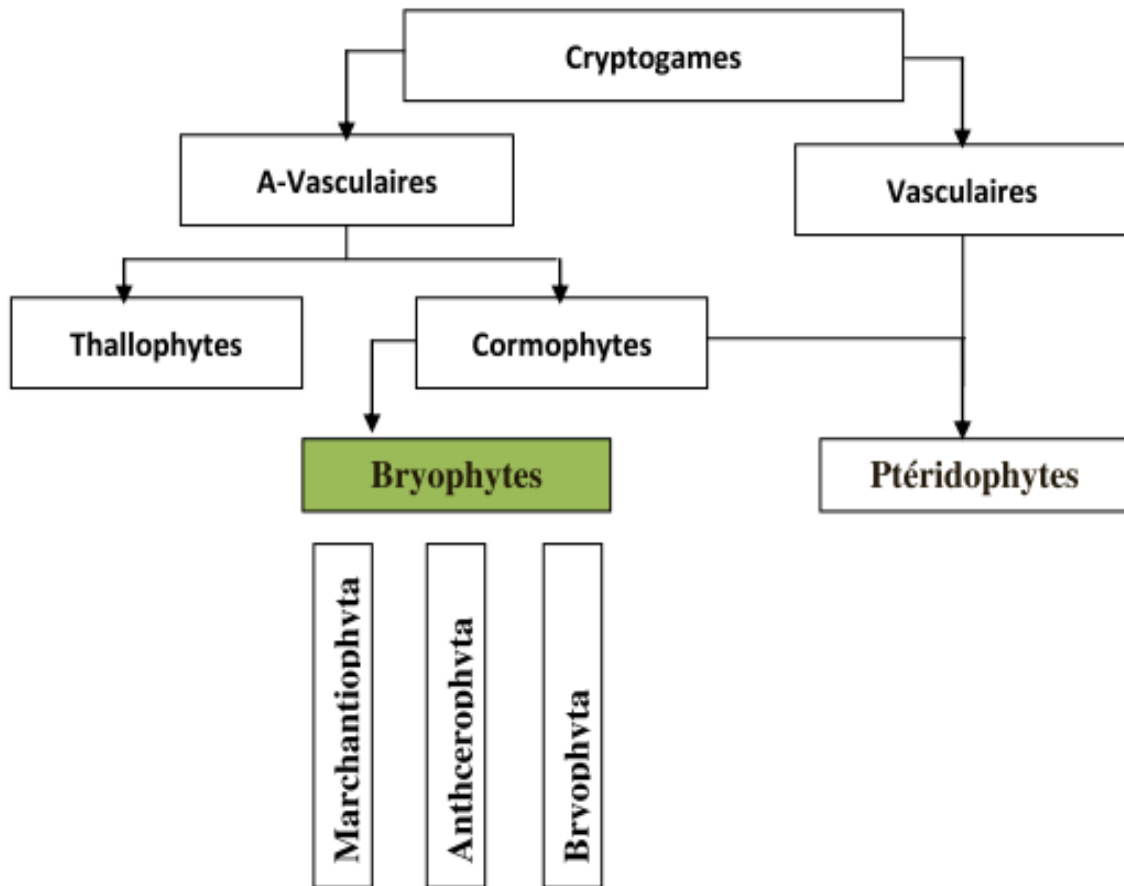 Cryptogames
A-Vasculaires
Vasculaires
Thallophytes
Cormophytes
Bryophytes
Ptéridophytes
Marchantiophyta
Anthcerophyta
Bryophyta